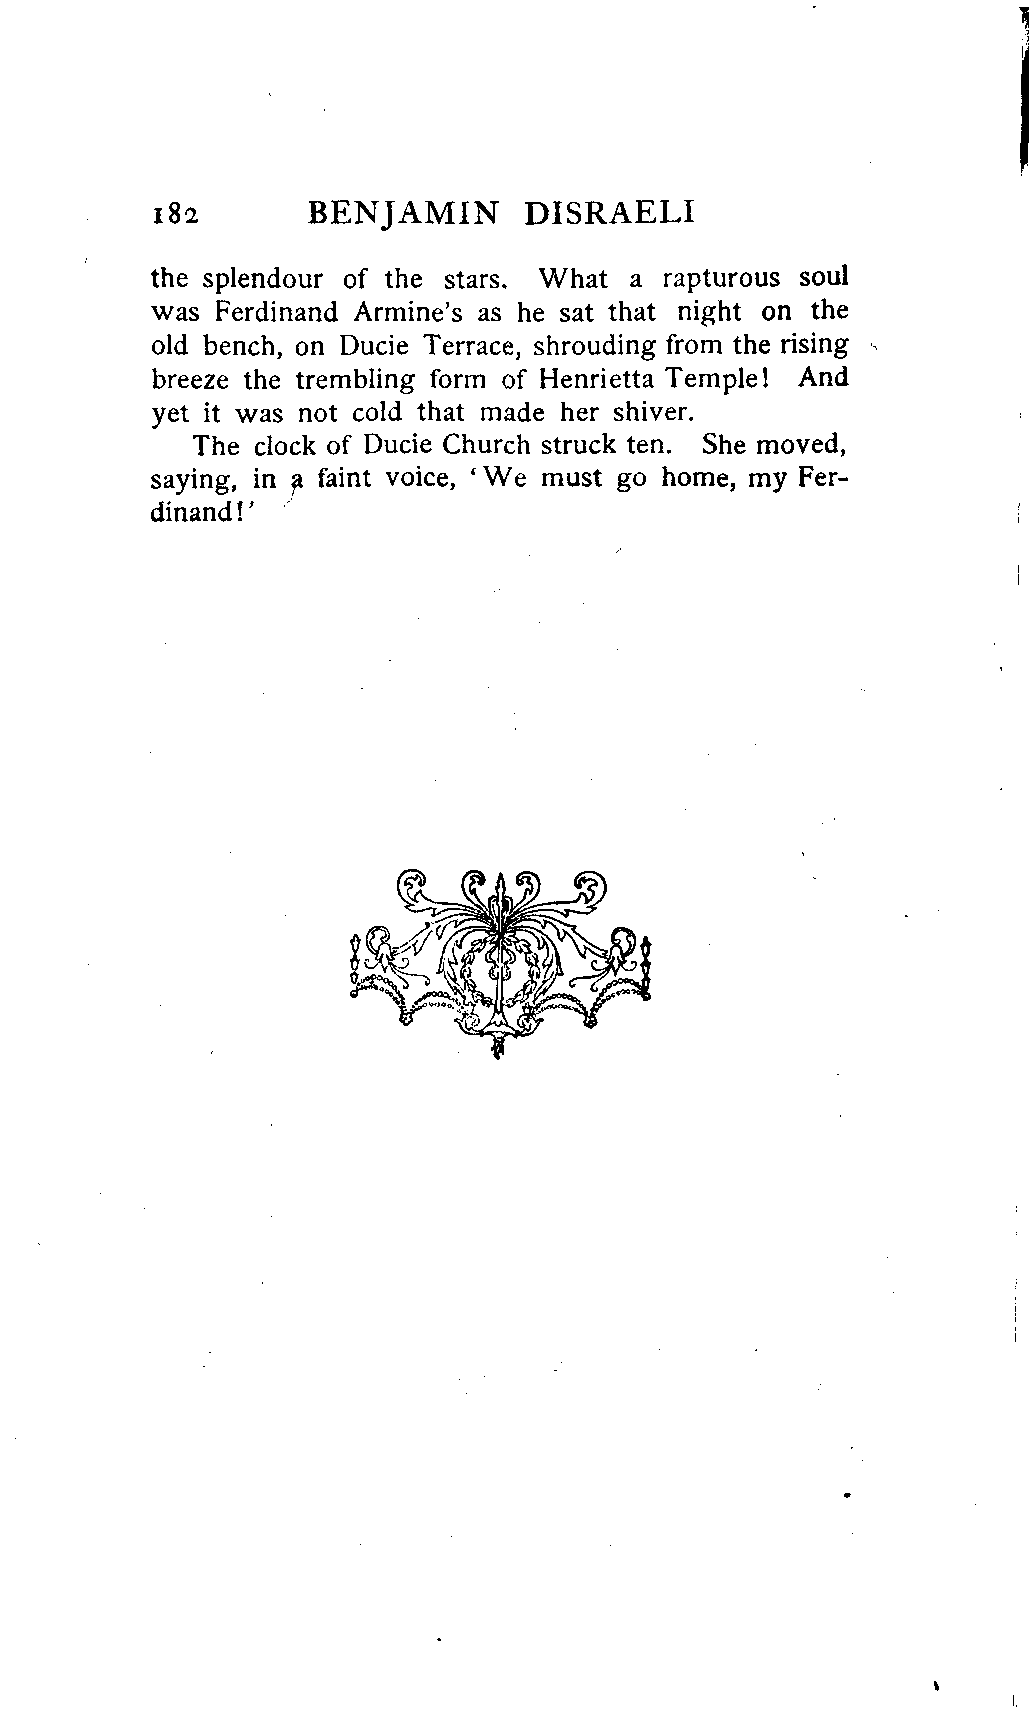 182 BENJAMIN DISRAELI
the splendour of the stars. What a rapturous soul
was Ferdinand Armine's as he sat that night on the
old bench, on Ducie Terrace, shrouding from the rising
breeze the trembling form of Henrietta Temple! And
yet it was not cold that made her shiver.
The clock of Ducie Church struck ten. She moved,
saying, in a faint voice, ‘We must go home, my Fer-
dinand!’